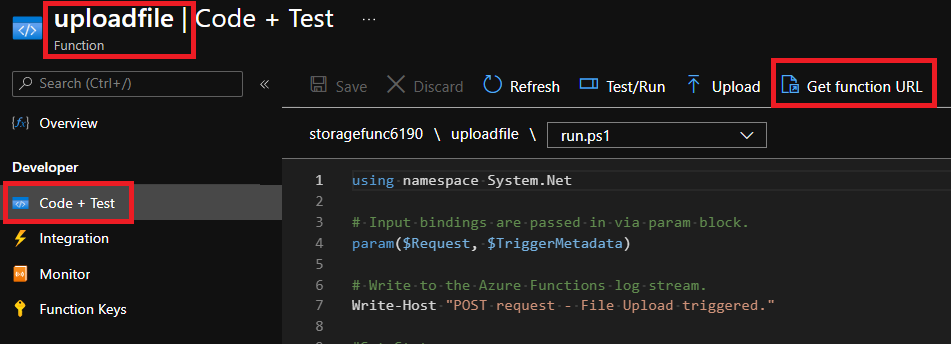 uploadfile | Code + Test ...
Function
Search (Ctrl+/)
«
Save
Discard
Refresh
Test/Run
Upload
Get function URL
Overview
Developer
Code + Test
Integration
Monitor
Function Keys
storagefunc6190 \ uploadfile \ run.ps1
1 using namespace System.Net
2
3 # Input bindings are passed in via param block.
4 param($Request, $TriggerMetadata)
5
6 # Write to the Azure Functions log stream.
7 Write-Host "POST request - File Upload triggered."
8